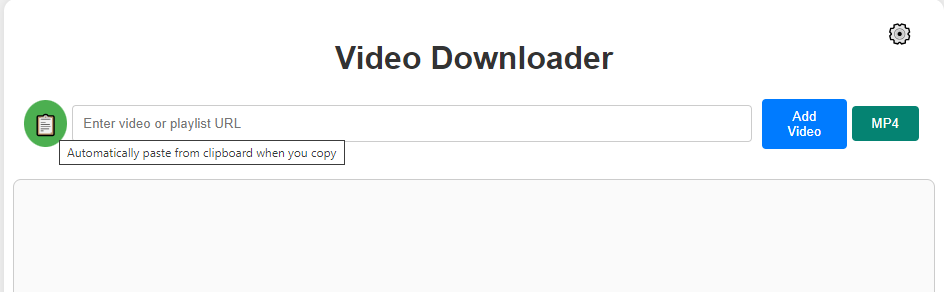 Video Downloader
Enter video or playlist URL
Add
Video
MP4
Automatically paste from clipboard when you copy